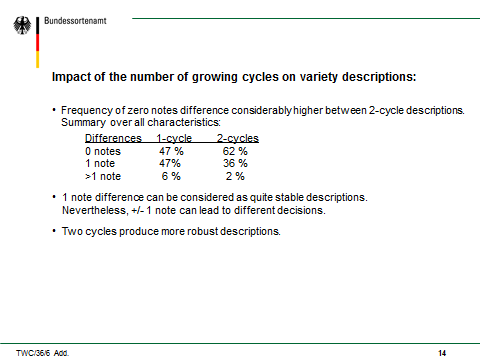 Bundessortenamt
Impact of the number of growing cycles on variety descriptions:
• Frequency of zero notes difference considerably higher between 2-cycle descriptions.
Summary over all characteristics:
Differences 1-cycle 2-cycles
0 notes 47 % 62 %
1 note 47% 36 %
>1 note 6 % 2 %
• 1 note difference can be considered as quite stable descriptions.
Nevertheless, +/- 1 note can lead to different decisions.
• Two cycles produce more robust descriptions.
TWC/36/6 Add. 14